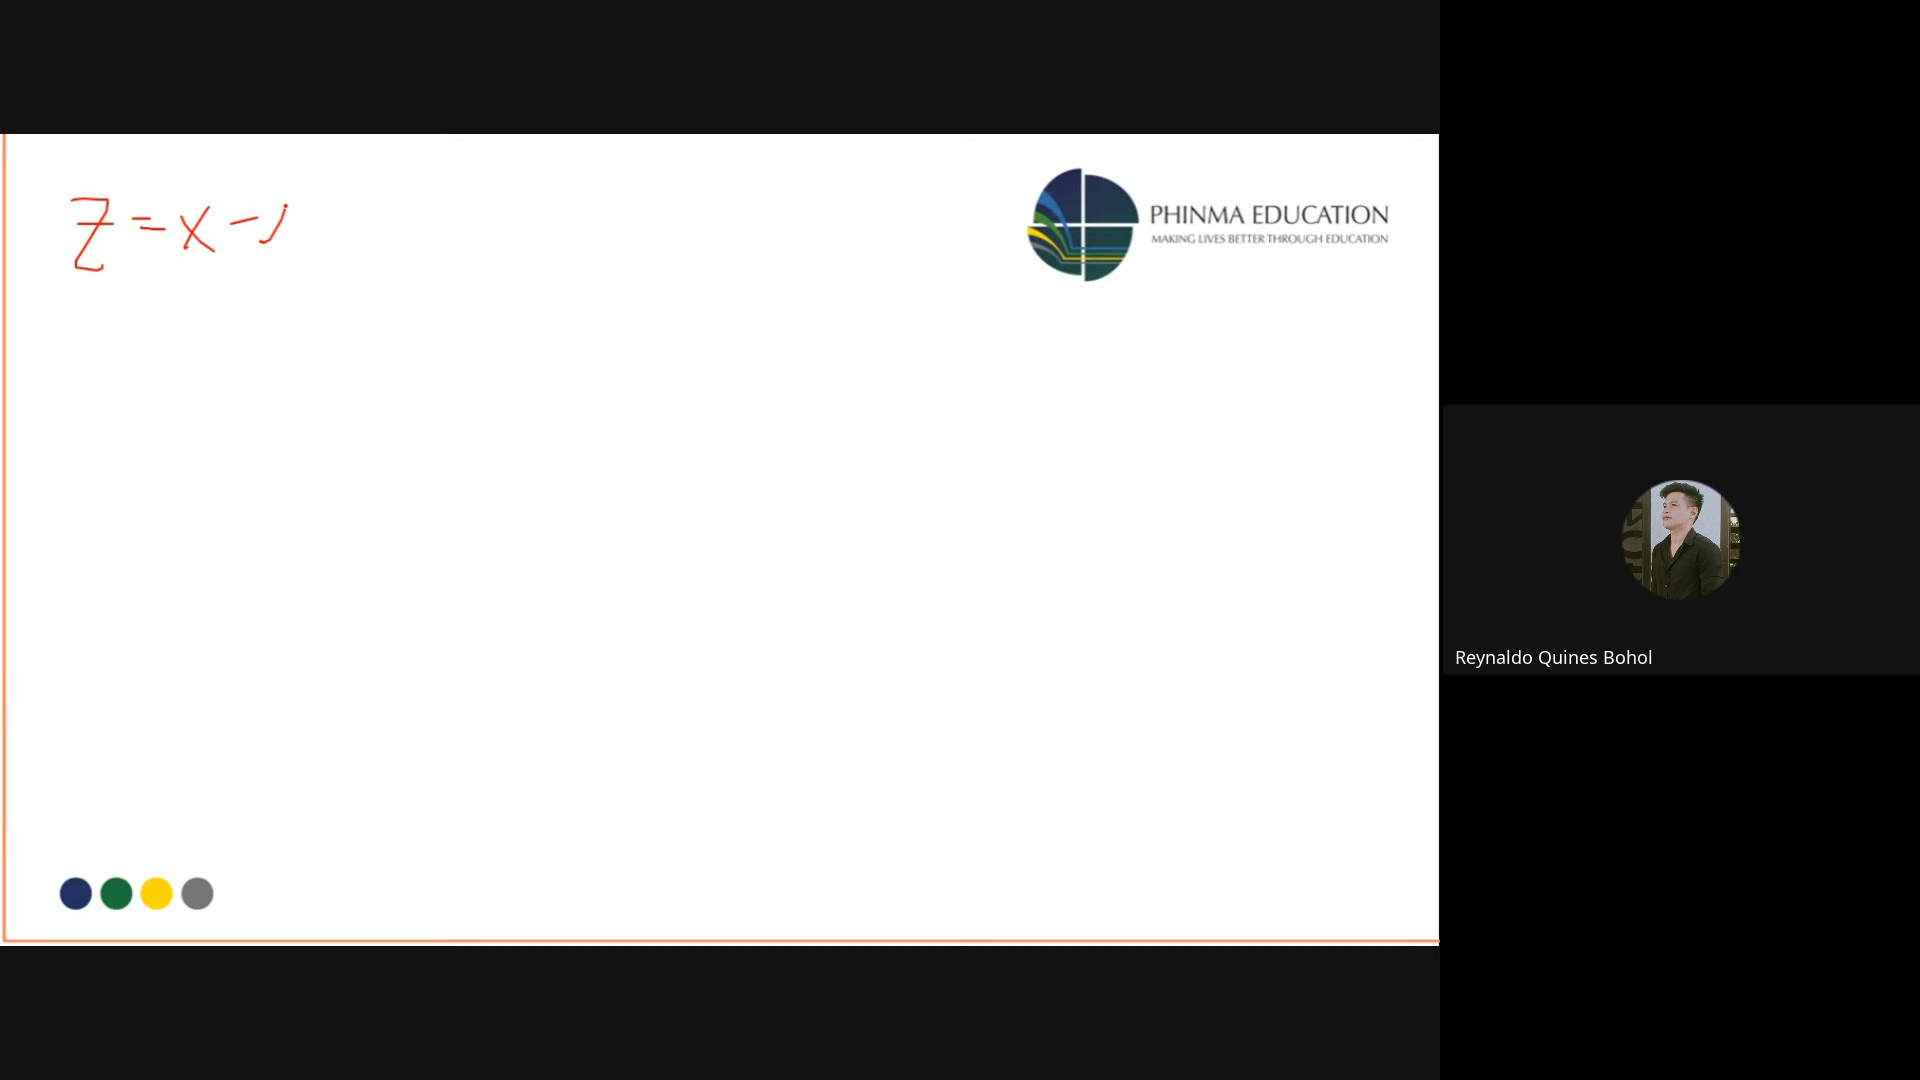 Z = x -
PHINMA EDUCATION
MAKING LIVES BETTER THROUGH EDUCATION
Reynaldo Quines Bohol